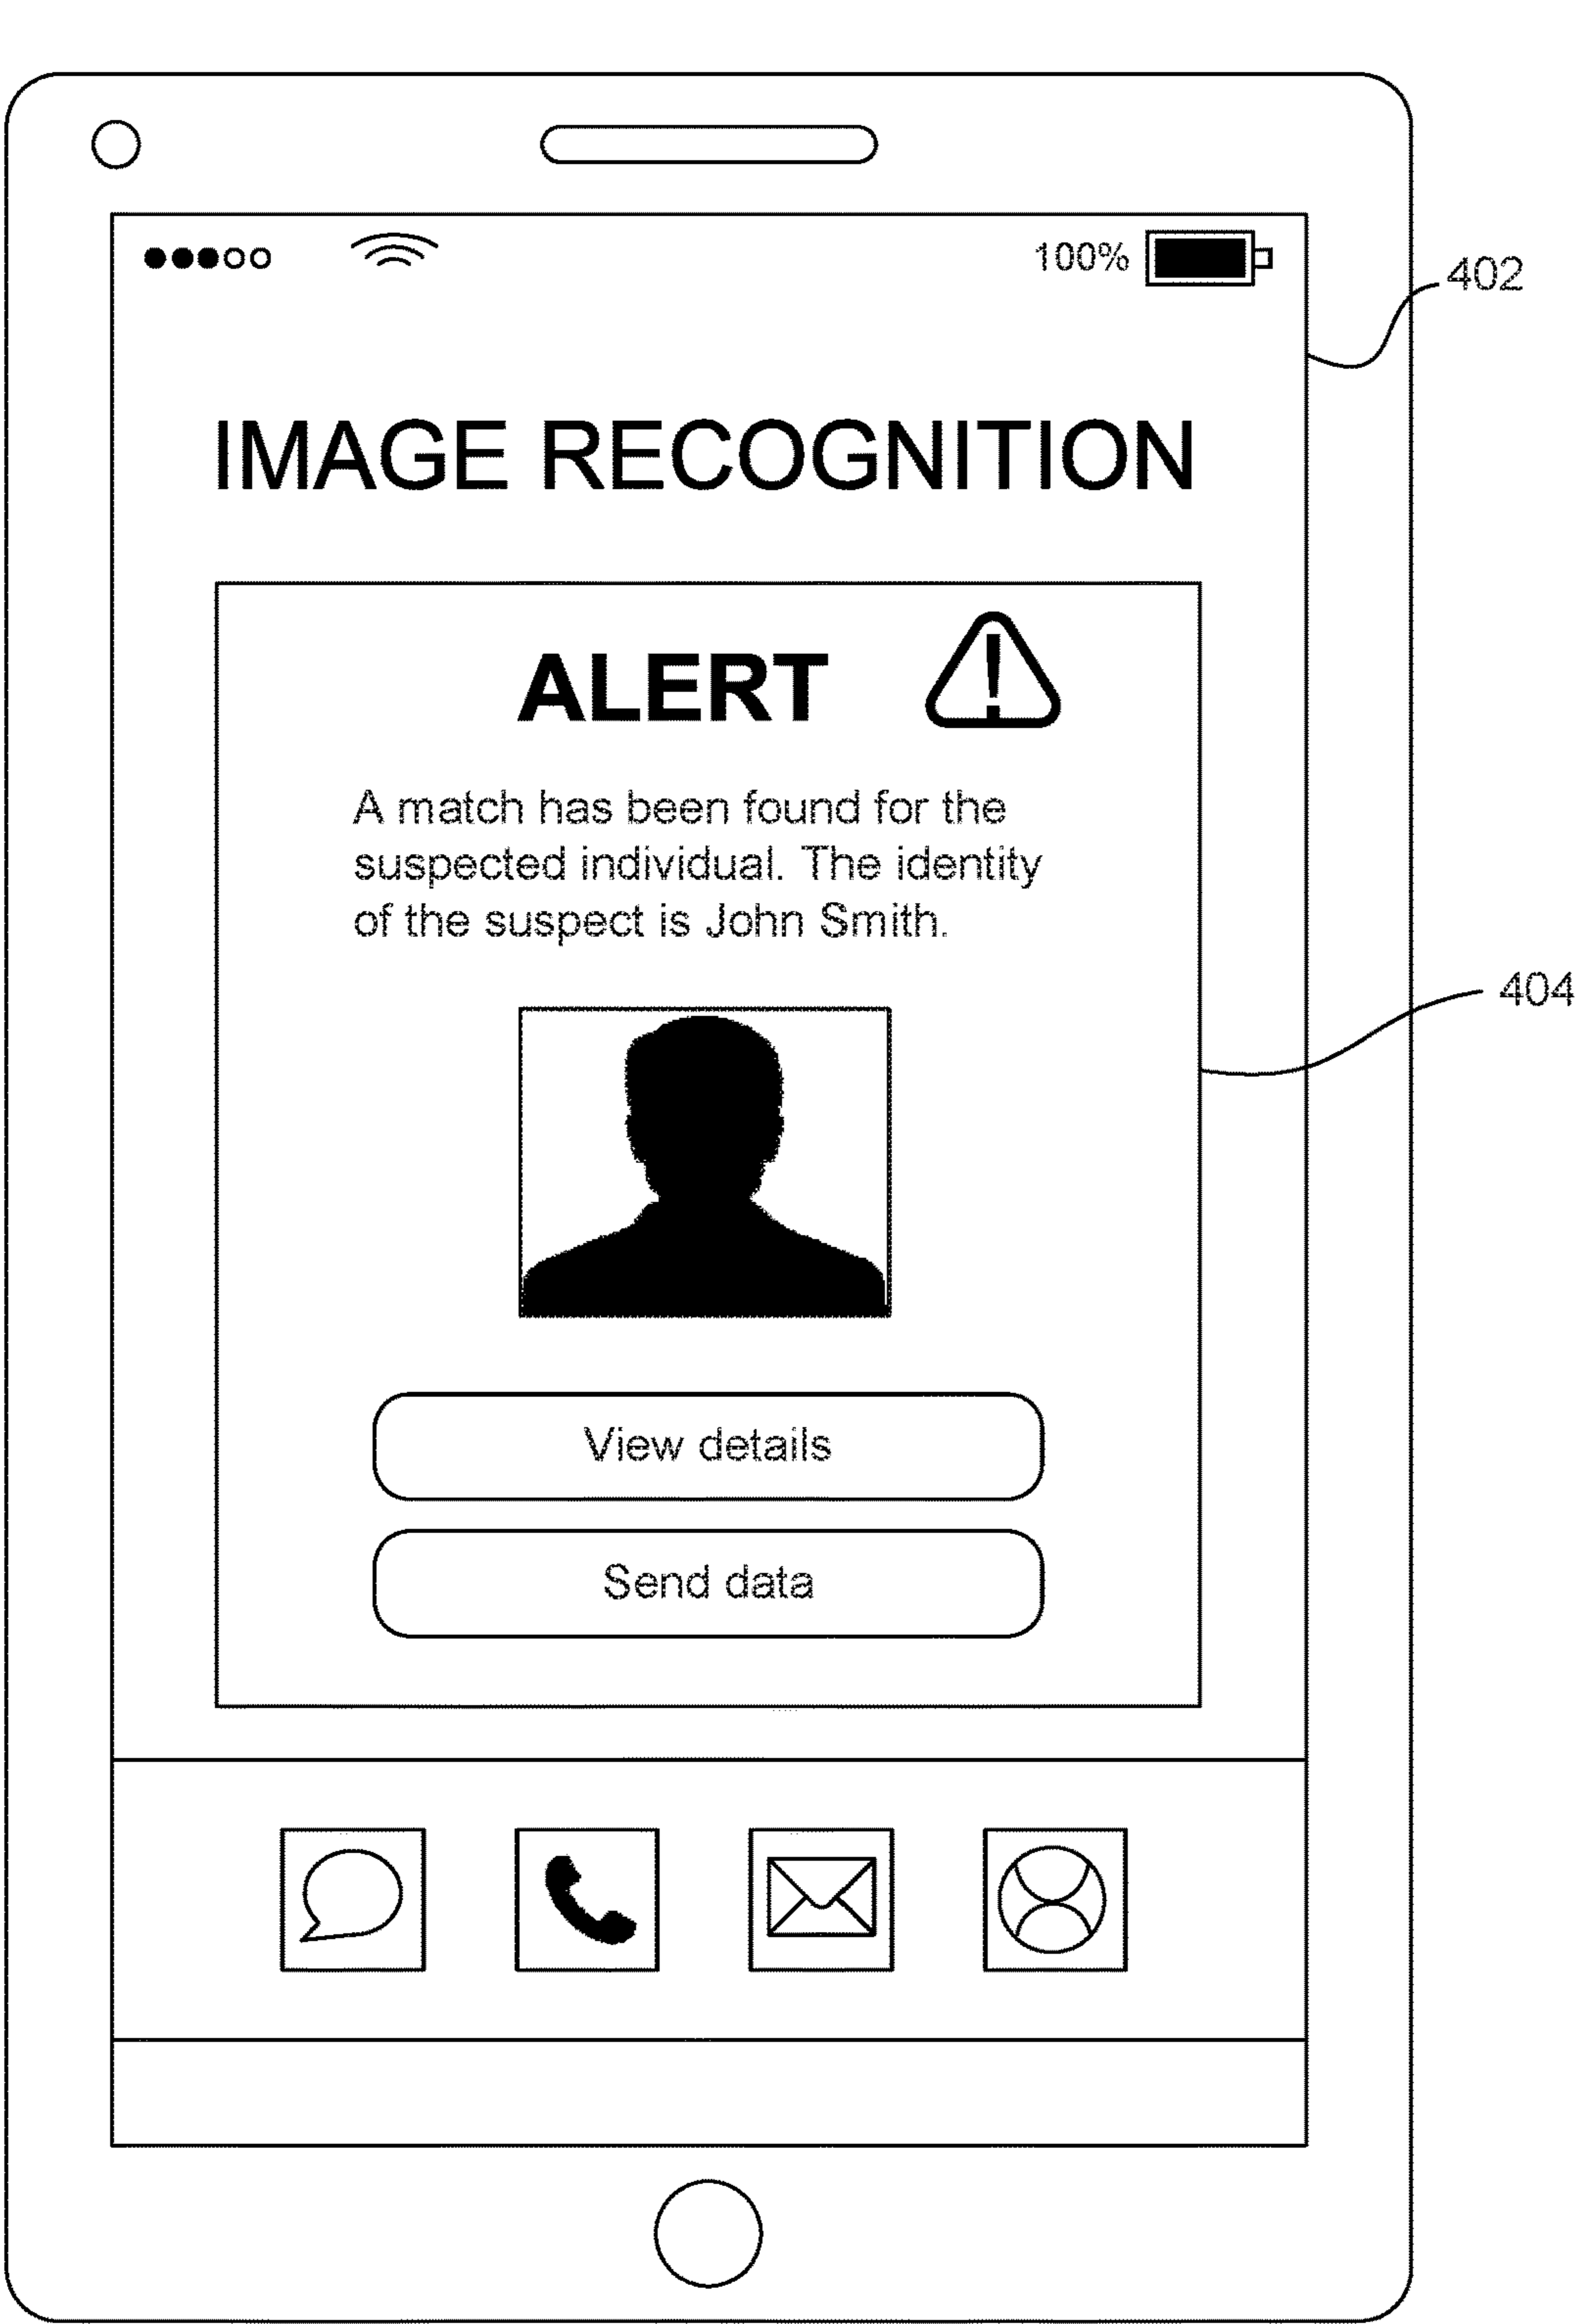 100%
402
IMAGE RECOGNITION
ALERT
A match has been found for the
suspected individual. The identity
of the suspect is John Smith.
404
View details
Send data